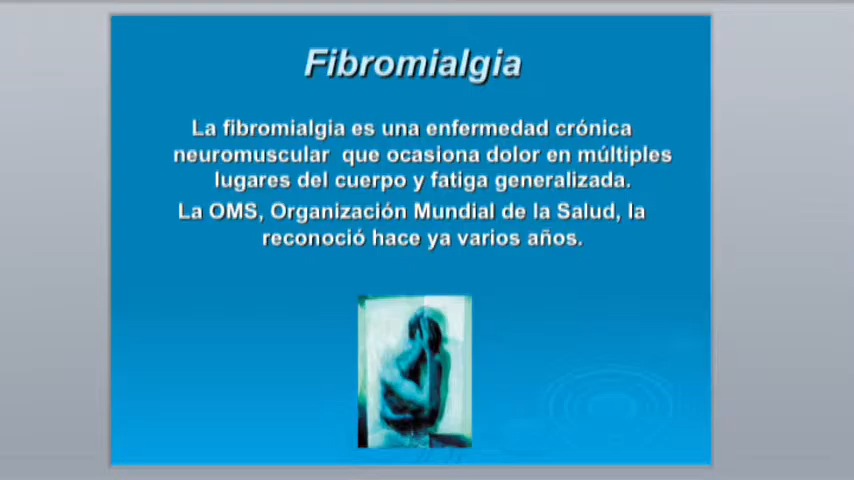 Fibromialgia
La fibromialgia es una enfermedad crónica
neuromuscular que ocasiona dolor en múltiples
lugares del cuerpo y fatiga generalizada.
La OMS, Organización Mundial de la Salud, la
reconoció hace ya varios años.